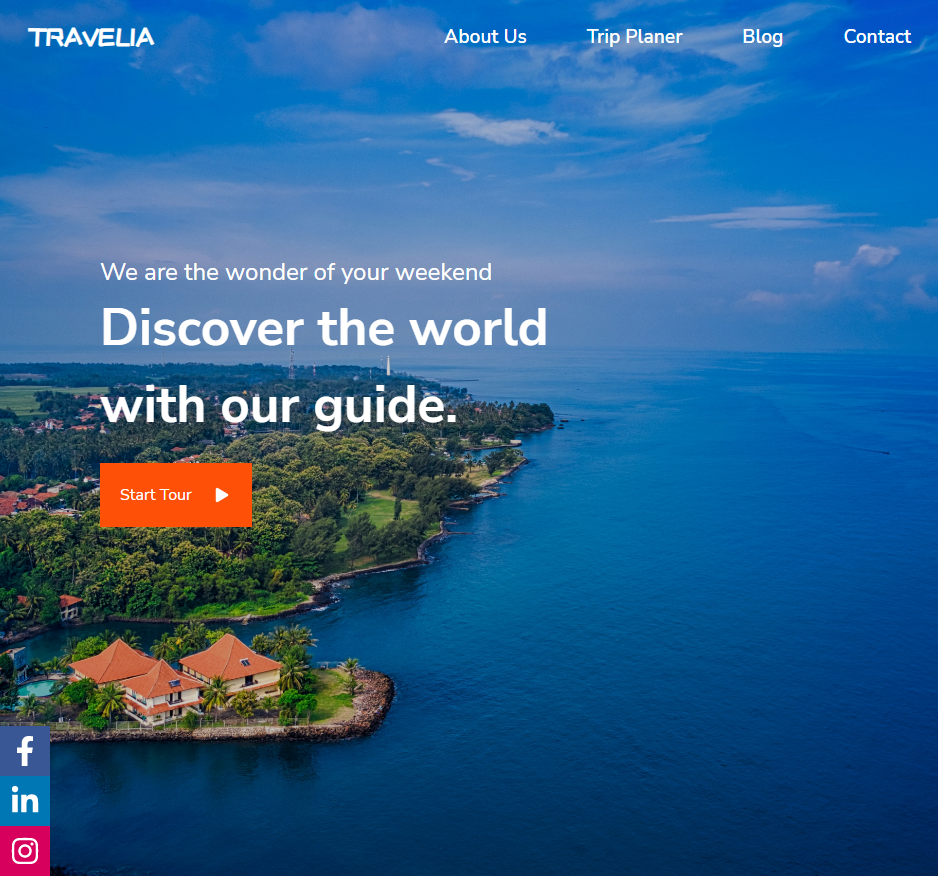 TRAVELIA
About Us
Trip Planer
Blog
Contact
We are the wonder of your weekend
Discover the world
with our guide.
Start Tour
f
in